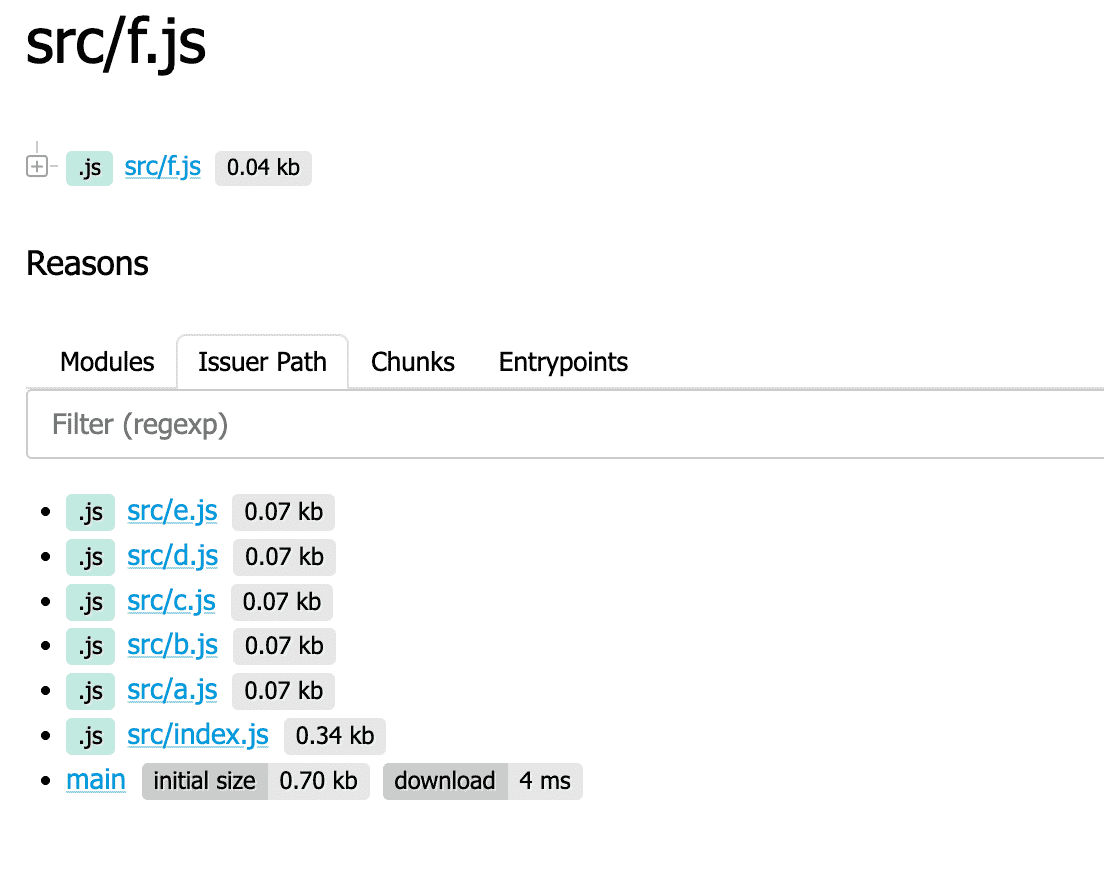 src/f.js
.js src/f.js 0.04 kb
Reasons
Modules Issuer Path Chunks Entrypoints
Filter (regexp)
.js src/e.js 0.07 kb
.js src/d.js 0.07 kb
.js src/c.js 0.07 kb
.js src/b.js 0.07 kb
.js src/a.js 0.07 kb
.js src/index.js 0.34 kb
main initial size 0.70 kb download 4 ms